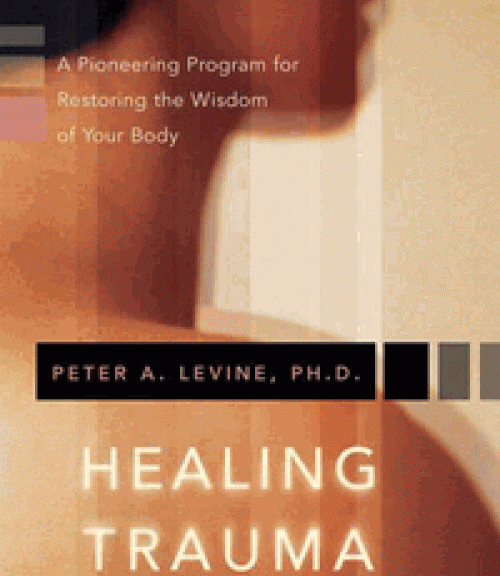 A Pioneering Program for
Restoring the Wisdom
of Your Body
PETER A. LEVINE, PH.D.
HEALING
TRAUMA